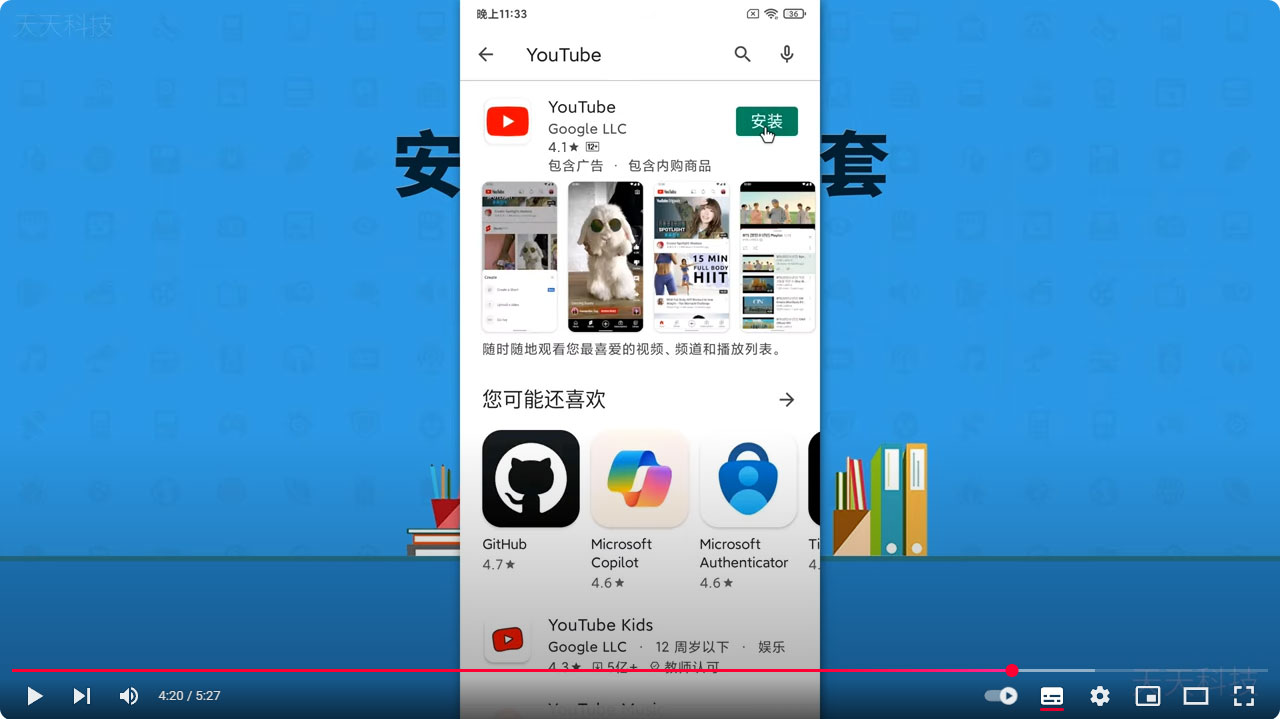 天天科技
晚上11:33
36
YouTube
安
套
YouTube
Google LLC
4.1★ 12+
包含广告 · 包含内购商品
安装
15 MIN
FULL BODY
HIIT
随时随地观看您最喜爱的视频、频道和播放列表。
您可能还喜欢
GitHub
4.7★
Microsoft
Copilot
4.6★
Microsoft
Authenticator
4.6★
Ti
4.
YouTube Kids
Google LLC · 12 周岁以下 · 娱乐
4.3★ 5亿+ 教师认可
天天科技
4:20 / 5:27
YouTube Music